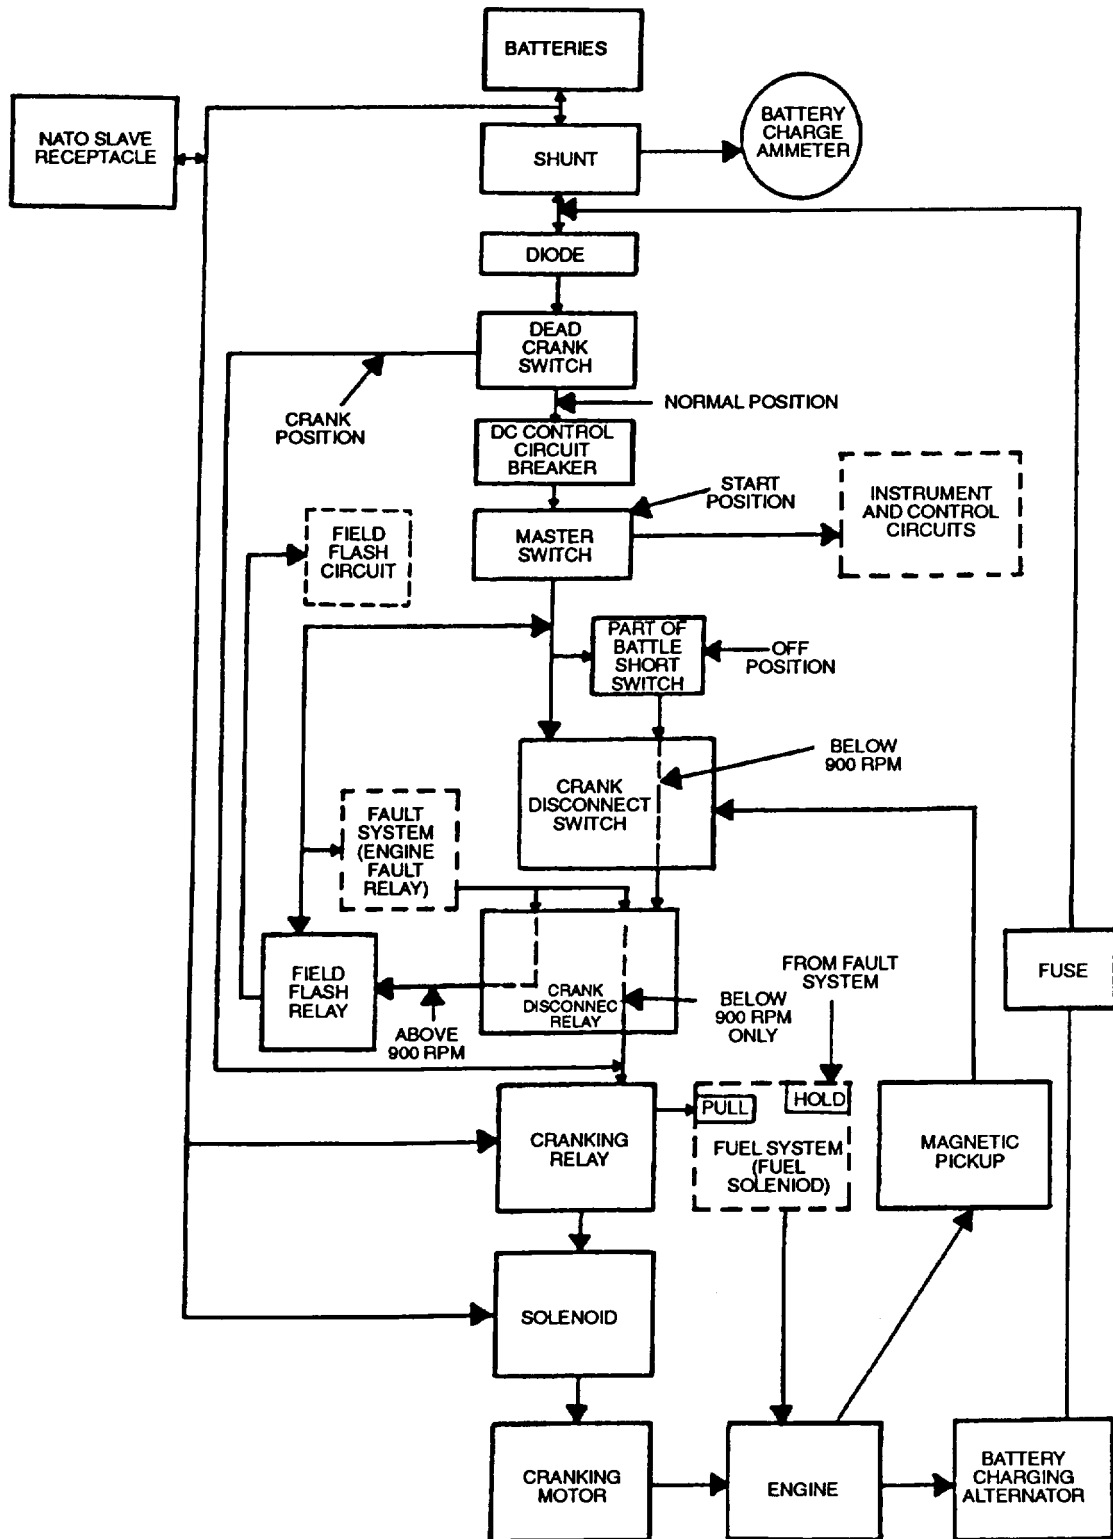 BATTERIES
NATO SLAVE
RECEPTACLE
BATTERY
CHARGE
AMMETER
SHUNT
DIODE
DEAD
CRANK
SWITCH
CRANK
POSITION
NORMAL POSITION
DC CONTROL
CIRCUIT
BREAKER
START
POSITION
INSTRUMENT
AND CONTROL
CIRCUITS
MASTER
SWITCH
FIELD
FLASH
CIRCUIT
PART OF
BATTLE
SHORT
SWITCH
OFF
POSITION
BELOW
900 RPM
CRANK
DISCONNECT
SWITCH
FAULT
SYSTEM
(ENGINE
FAULT
RELAY)
FIELD
FLASH
RELAY
ABOVE
900 RPM
CRANK
DISCONNEC
RELAY
BELOW
900 RPM
ONLY
FROM FAULT
SYSTEM
FUSE
PULL
HOLD
FUEL SYSTEM
(FUEL
SOLENIOD)
CRANKING
RELAY
MAGNETIC
PICKUP
SOLENOID
CRANKING
MOTOR
ENGINE
BATTERY
CHARGING
ALTERNATOR